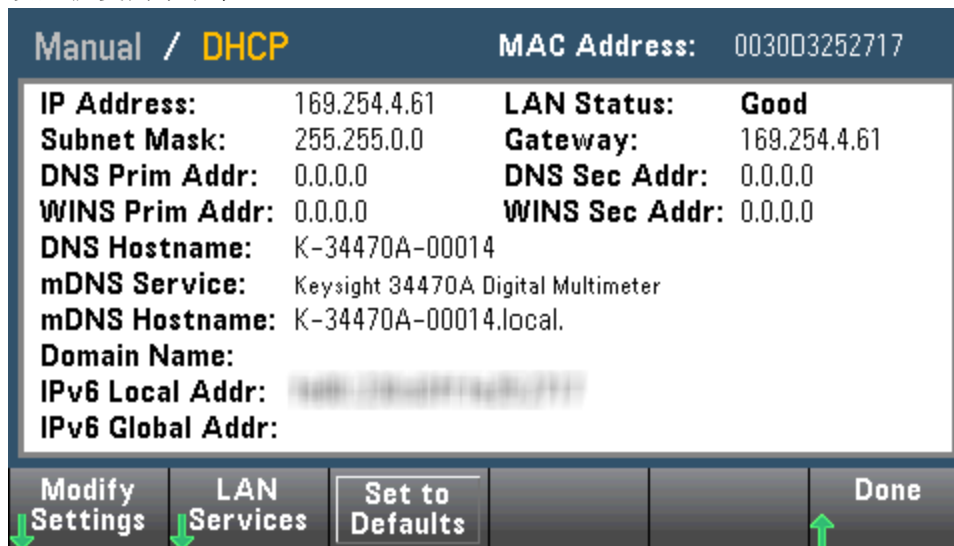 Manual / DHCP MAC Address: 0030D3252717
IP Address: 169.254.4.61 LAN Status: Good
Subnet Mask: 255.255.0.0 Gateway: 169.254.4.61
DNS Prim Addr: 0.0.0.0 DNS Sec Addr: 0.0.0.0
WINS Prim Addr: 0.0.0.0 WINS Sec Addr: 0.0.0.0
DNS Hostname: K-34470A-00014
mDNS Service: Keysight 34470A Digital Multimeter
mDNS Hostname: K-34470A-00014.local.
Domain Name:
IPv6 Local Addr:
IPv6 Global Addr:
Modify Settings
LAN Services
Set to Defaults
Done